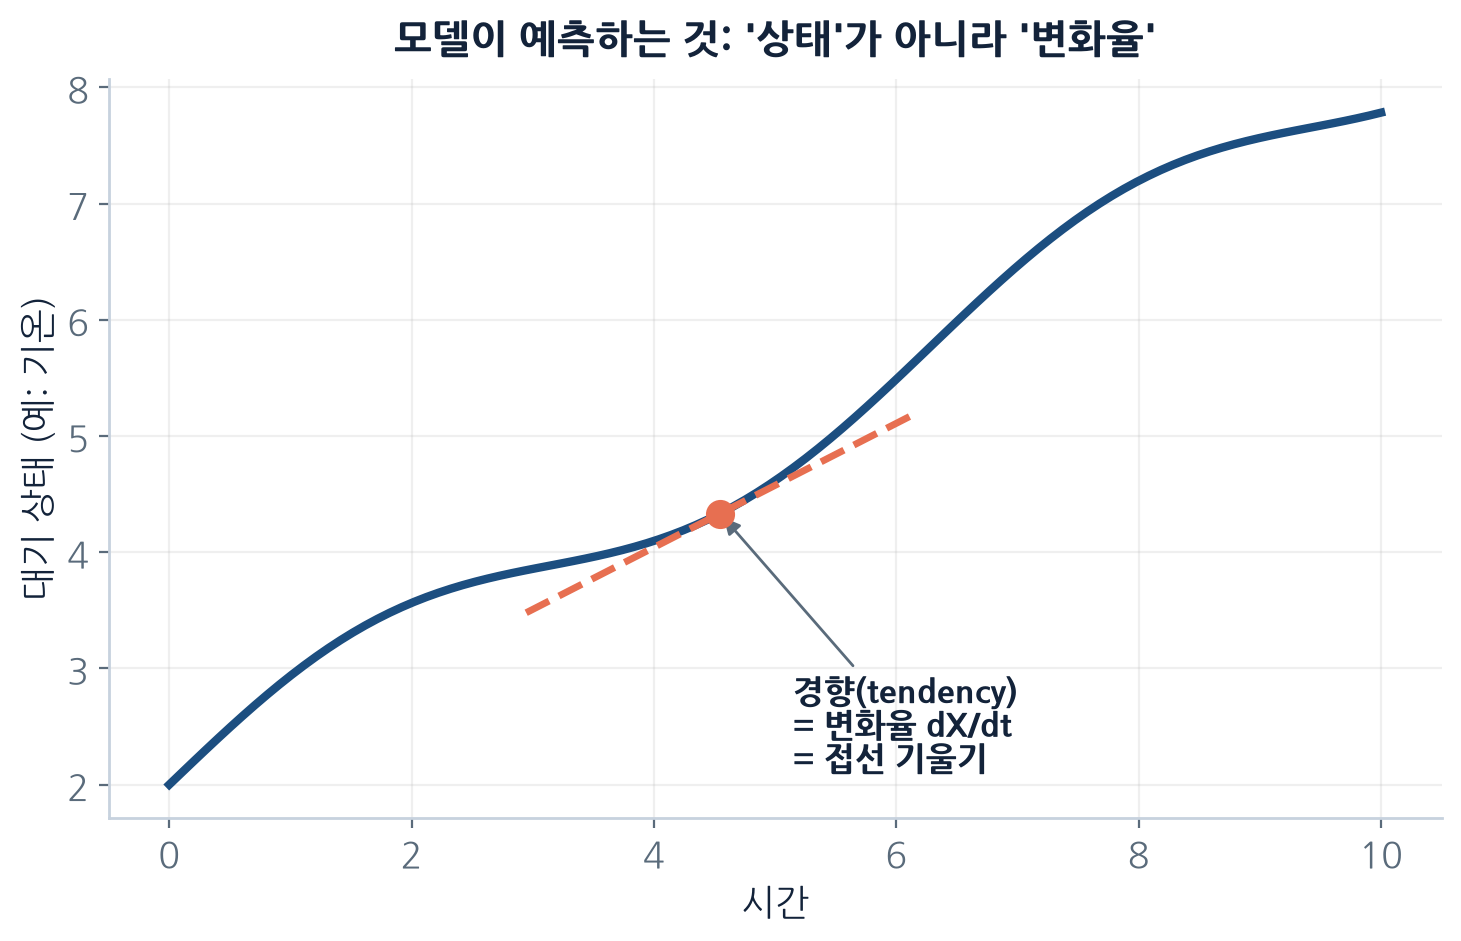 모델이 예측하는 것: '상태'가 아니라 '변화율'
8
7
6
5
4
3
2
대기 상태 (예: 기온)
경향(tendency)
= 변화율 dX/dt
= 접선 기울기
0 2 4 6 8 10
시간